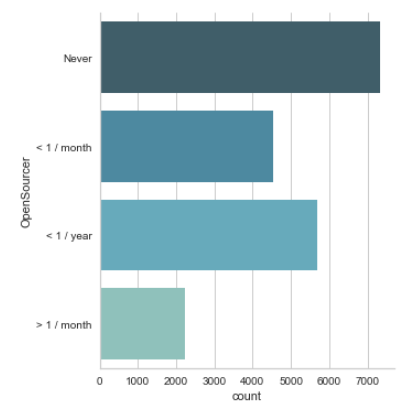 OpenSourcer
Never
< 1 / month
< 1 / year
> 1 / month
0 1000 2000 3000 4000 5000 6000 7000
count